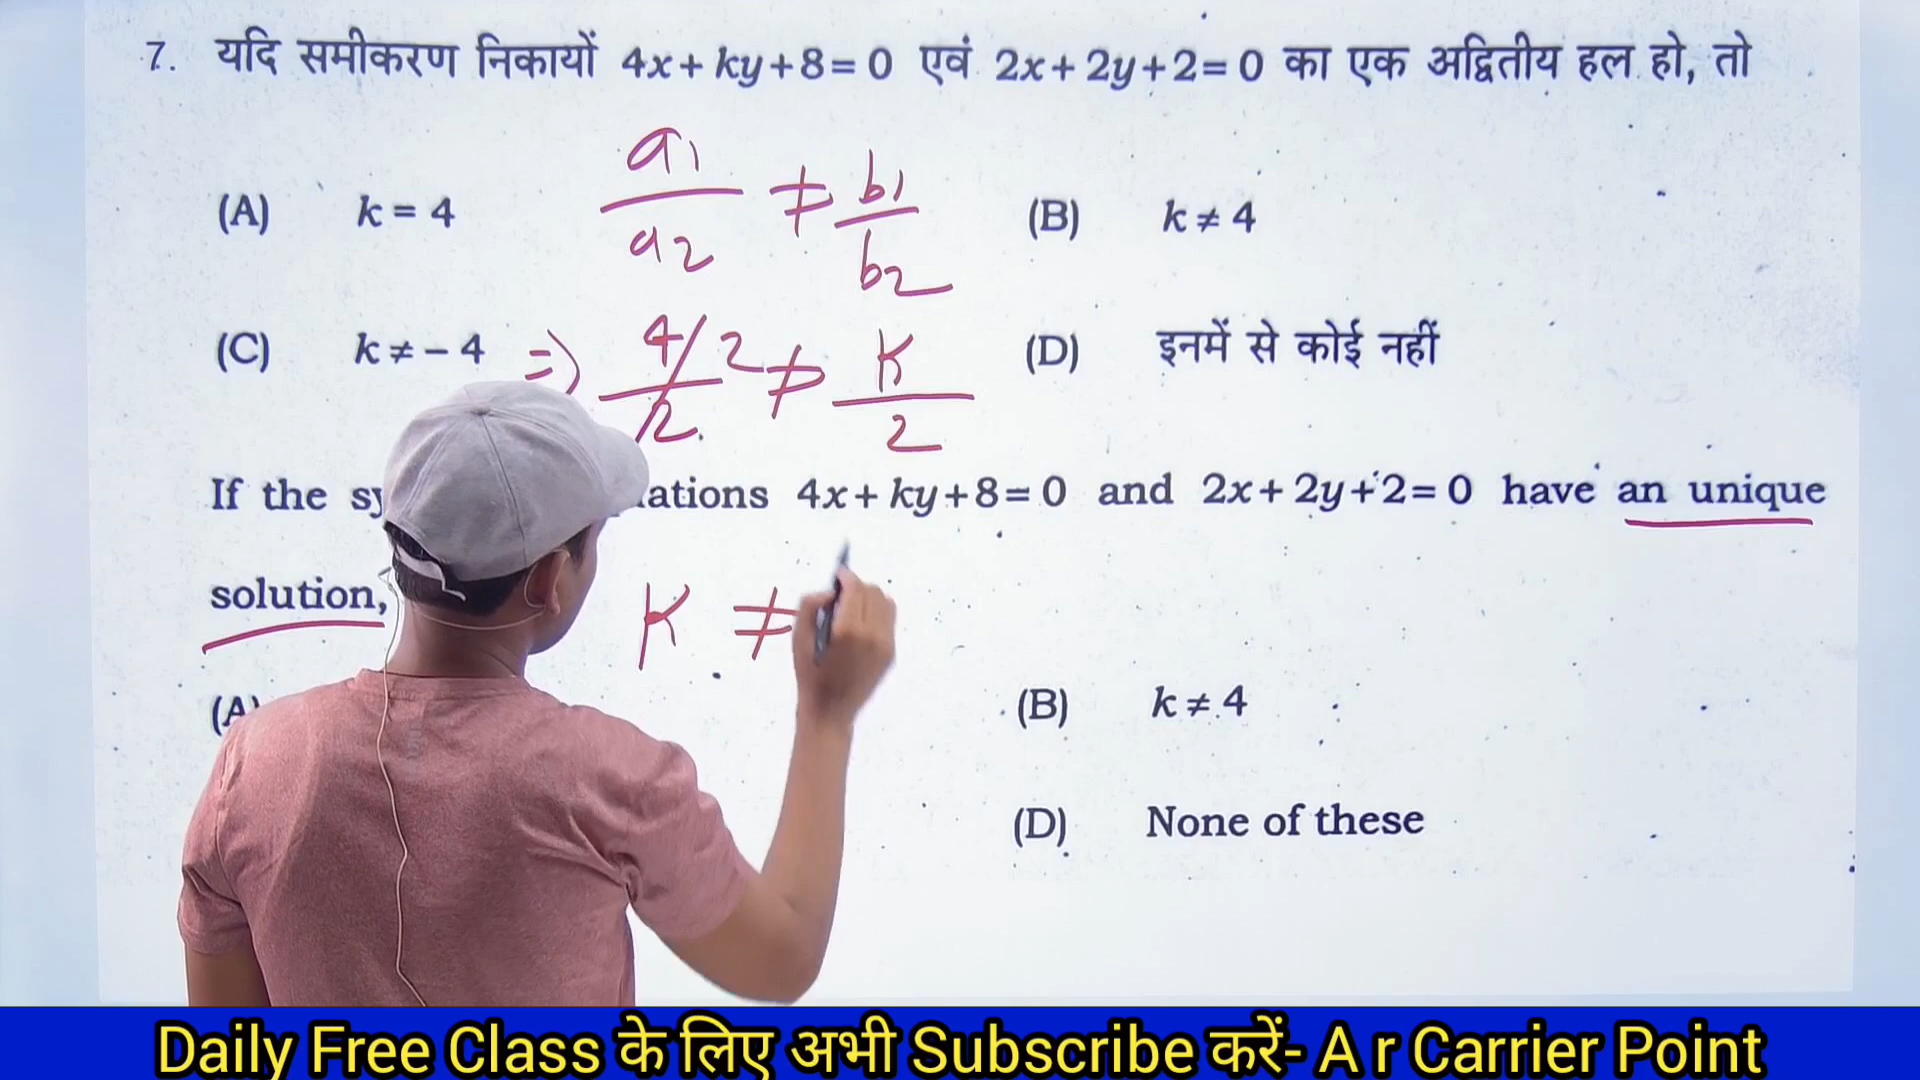 7. यदि समीकरण निकायों 4x + ky + 8 = 0 एवं 2x + 2y + 2 = 0 का एक अद्वितीय हल हो, तो
a1 / a2 ≠ b1 / b2
(A) k = 4 (B) k ≠ 4
(C) k ≠ – 4 (D) इनमें से कोई नहीं
⇒ 4 / 2 2 ≠ K / 2
If the ations 4x + ky + 8 = 0 and 2x + 2y + 2 = 0 have an unique
solution,
K ≠
(A) (B) k ≠ 4
(D) None of these
Daily Free Class के लिए अभी Subscribe करें- A r Carrier Point